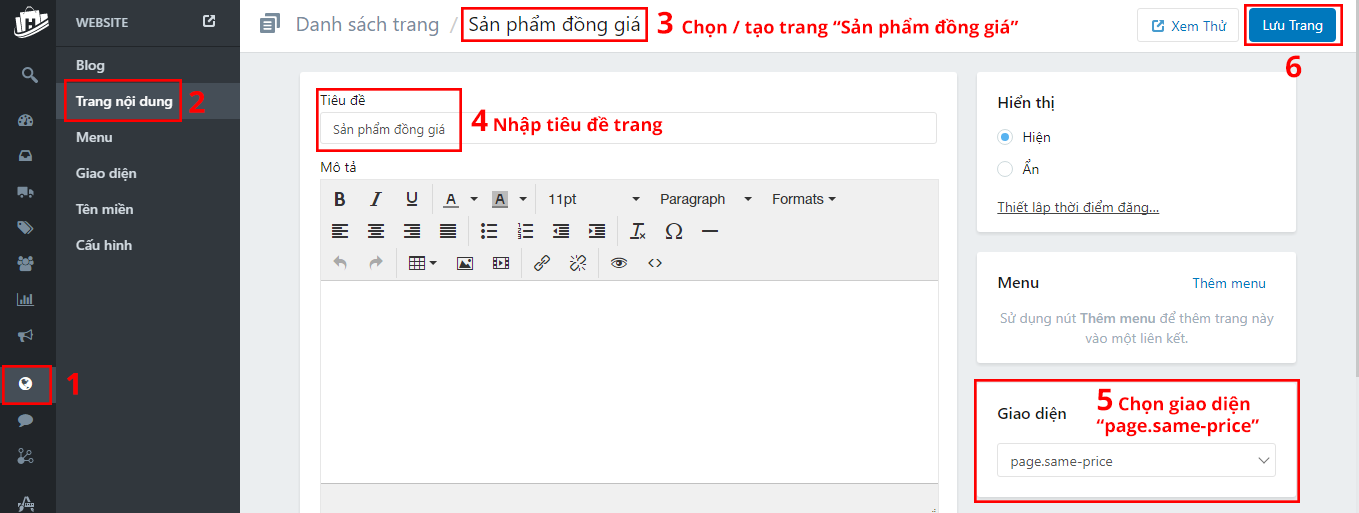 WEBSITE
Blog
Trang nội dung 2
Menu
Giao diện
Tên miền
Cấu hình
1
Danh sách trang / Sản phẩm đồng giá 3 Chọn / tạo trang “Sản phẩm đồng giá”
Xem Thử
Lưu Trang
6
Tiêu đề
Sản phẩm đồng giá
4 Nhập tiêu đề trang
Mô tả
B I U A A 11pt Paragraph Formats
Hiển thị
Hiện
Ẩn
Thiết lập thời điểm đăng...
Menu Thêm menu
Sử dụng nút Thêm menu để thêm trang này
vào một liên kết.
Giao diện
5 Chọn giao diện
“page.same-price”
page.same-price